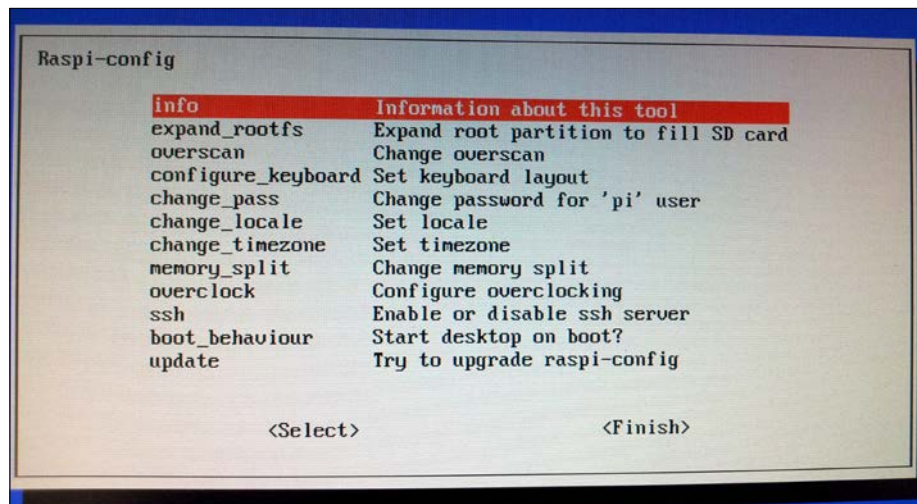 Raspi-config
info Information about this tool
expand_rootfs Expand root partition to fill SD card
overscan Change overscan
configure_keyboard Set keyboard layout
change_pass Change password for 'pi' user
change_locale Set locale
change_timezone Set timezone
memory_split Change memory split
overclock Configure overclocking
ssh Enable or disable ssh server
boot_behaviour Start desktop on boot?
update Try to upgrade raspi-config
<Select> <Finish>